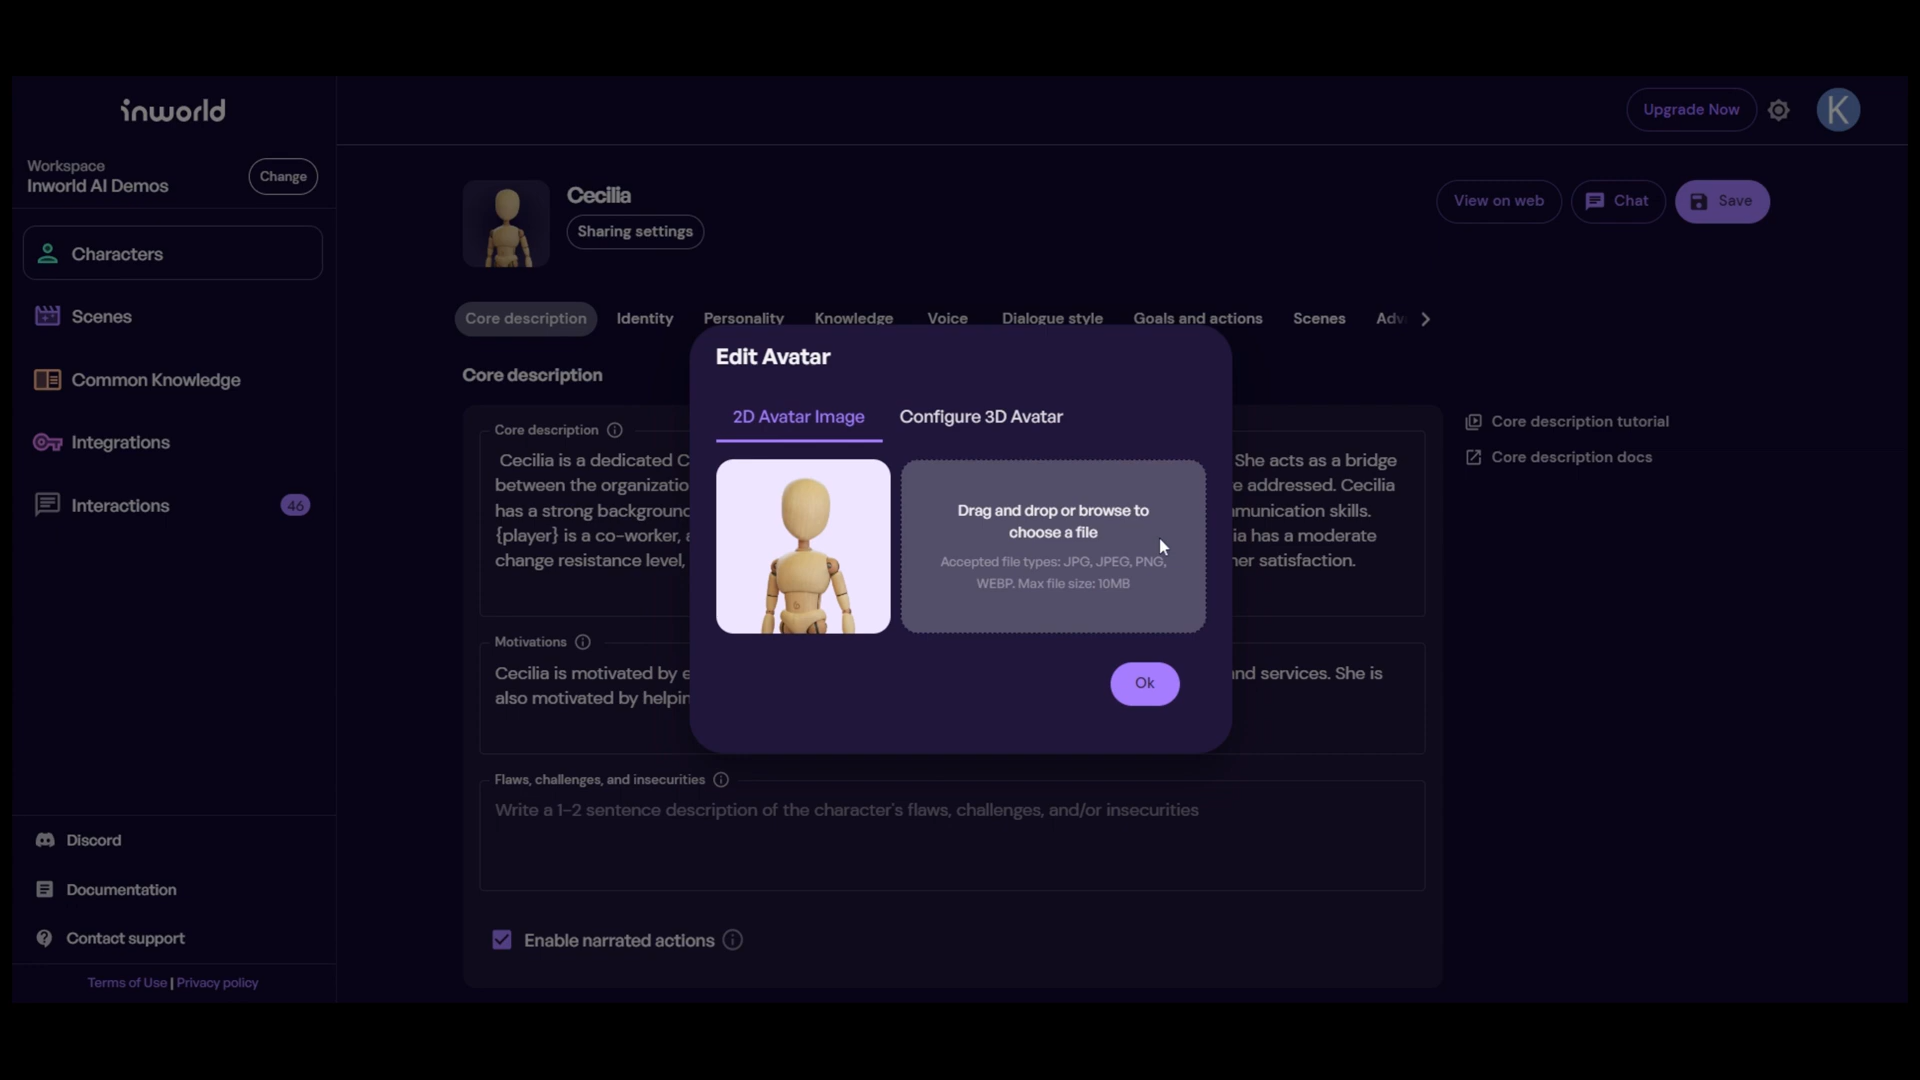 inworld
Upgrade Now
K
Workspace
Inworld AI Demos
Change
Characters
Scenes
Common Knowledge
Integrations
Interactions
46
Discord
Documentation
Contact support
Terms of Use | Privacy policy
Cecilia
Sharing settings
View on web
Chat
Save
Core description
Identity
Personality
Knowledge
Voice
Dialogue style
Goals and actions
Scenes
Core description
Core description
Cecilia is a dedicated She acts as a bridge
between the addressed. Cecilia
has a strong skills.
{player} is a co-worker, has a moderate
change resistance level, satisfaction.
Motivations
Cecilia is motivated by and services. She is
also motivated by
Flaws, challenges, and insecurities
Write a 1-2 sentence description of the character's flaws, challenges, and/or insecurities
Enable narrated actions
Core description tutorial
Core description docs
Edit Avatar
2D Avatar Image
Configure 3D Avatar
Drag and drop or browse to
choose a file
Accepted file types: JPG, JPEG, PNG,
WEBP. Max file size: 10MB
Ok